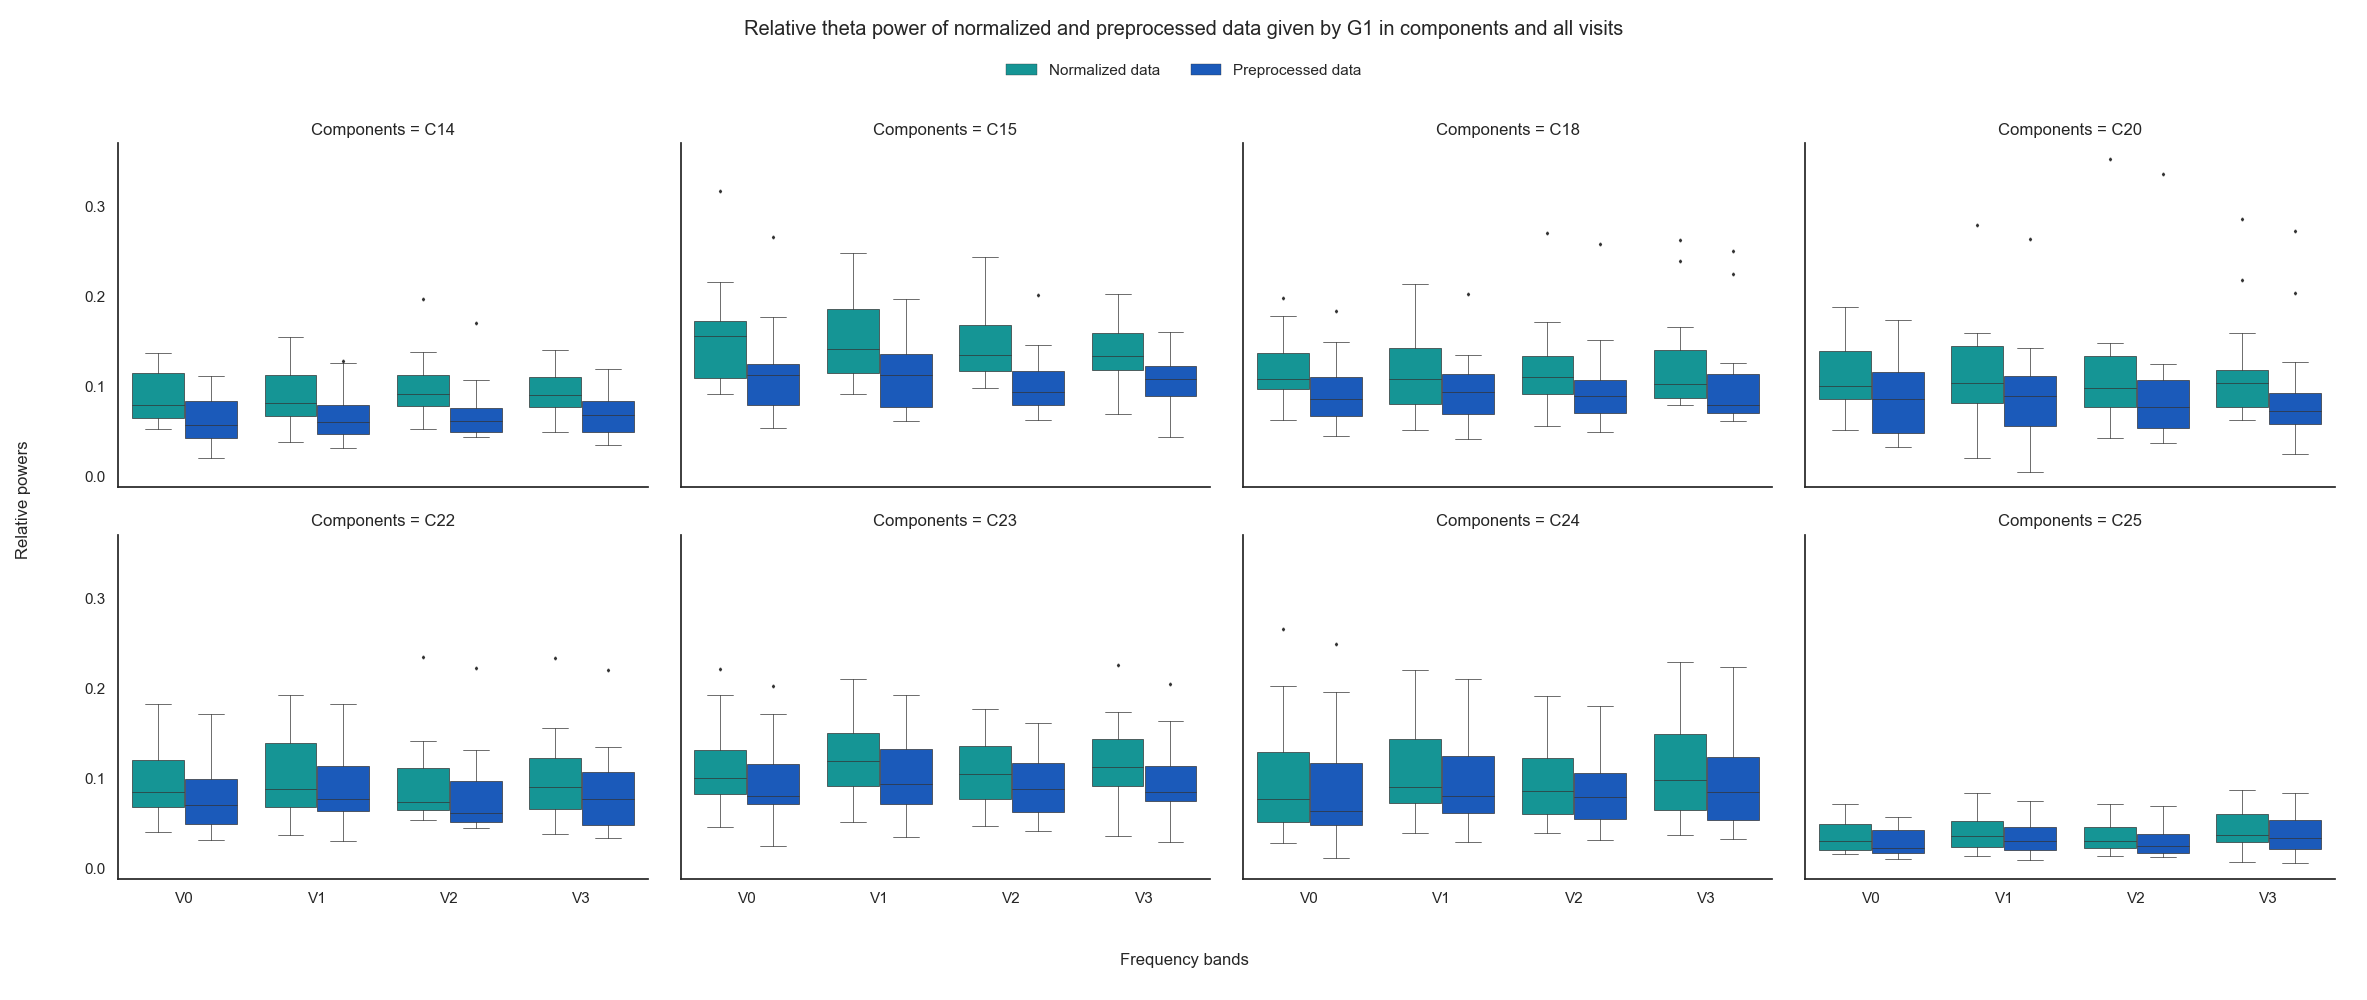 Relative theta power of normalized and preprocessed data given by G1 in components and all visits
Normalized data Preprocessed data
Components = C14 Components = C15 Components = C18 Components = C20
0.3
0.2
0.1
0.0
Relative powers
Components = C22 Components = C23 Components = C24 Components = C25
0.3
0.2
0.1
0.0
V0 V1 V2 V3 V0 V1 V2 V3 V0 V1 V2 V3 V0 V1 V2 V3
Frequency bands